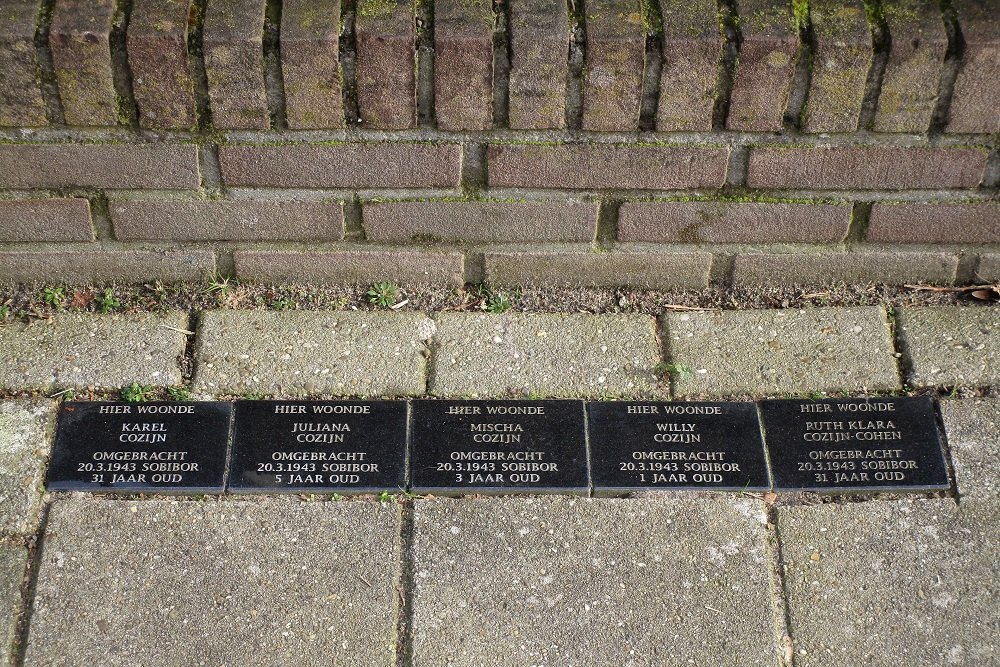 HIER WOONDE
KAREL
COZIJN
OMGEBRACHT
20.3.1943 SOBIBOR
31 JAAR OUD
HIER WOONDE
JULIANA
COZIJN
OMGEBRACHT
20.3.1943 SOBIBOR
5 JAAR OUD
HIER WOONDE
MISCHA
COZIJN
OMGEBRACHT
20.3.1943 SOBIBOR
3 JAAR OUD
HIER WOONDE
WILLY
COZIJN
OMGEBRACHT
20.3.1943 SOBIBOR
1 JAAR OUD
HIER WOONDE
RUTH KLARA
COZIJN-COHEN
OMGEBRACHT
20.3.1943 SOBIBOR
31 JAAR OUD